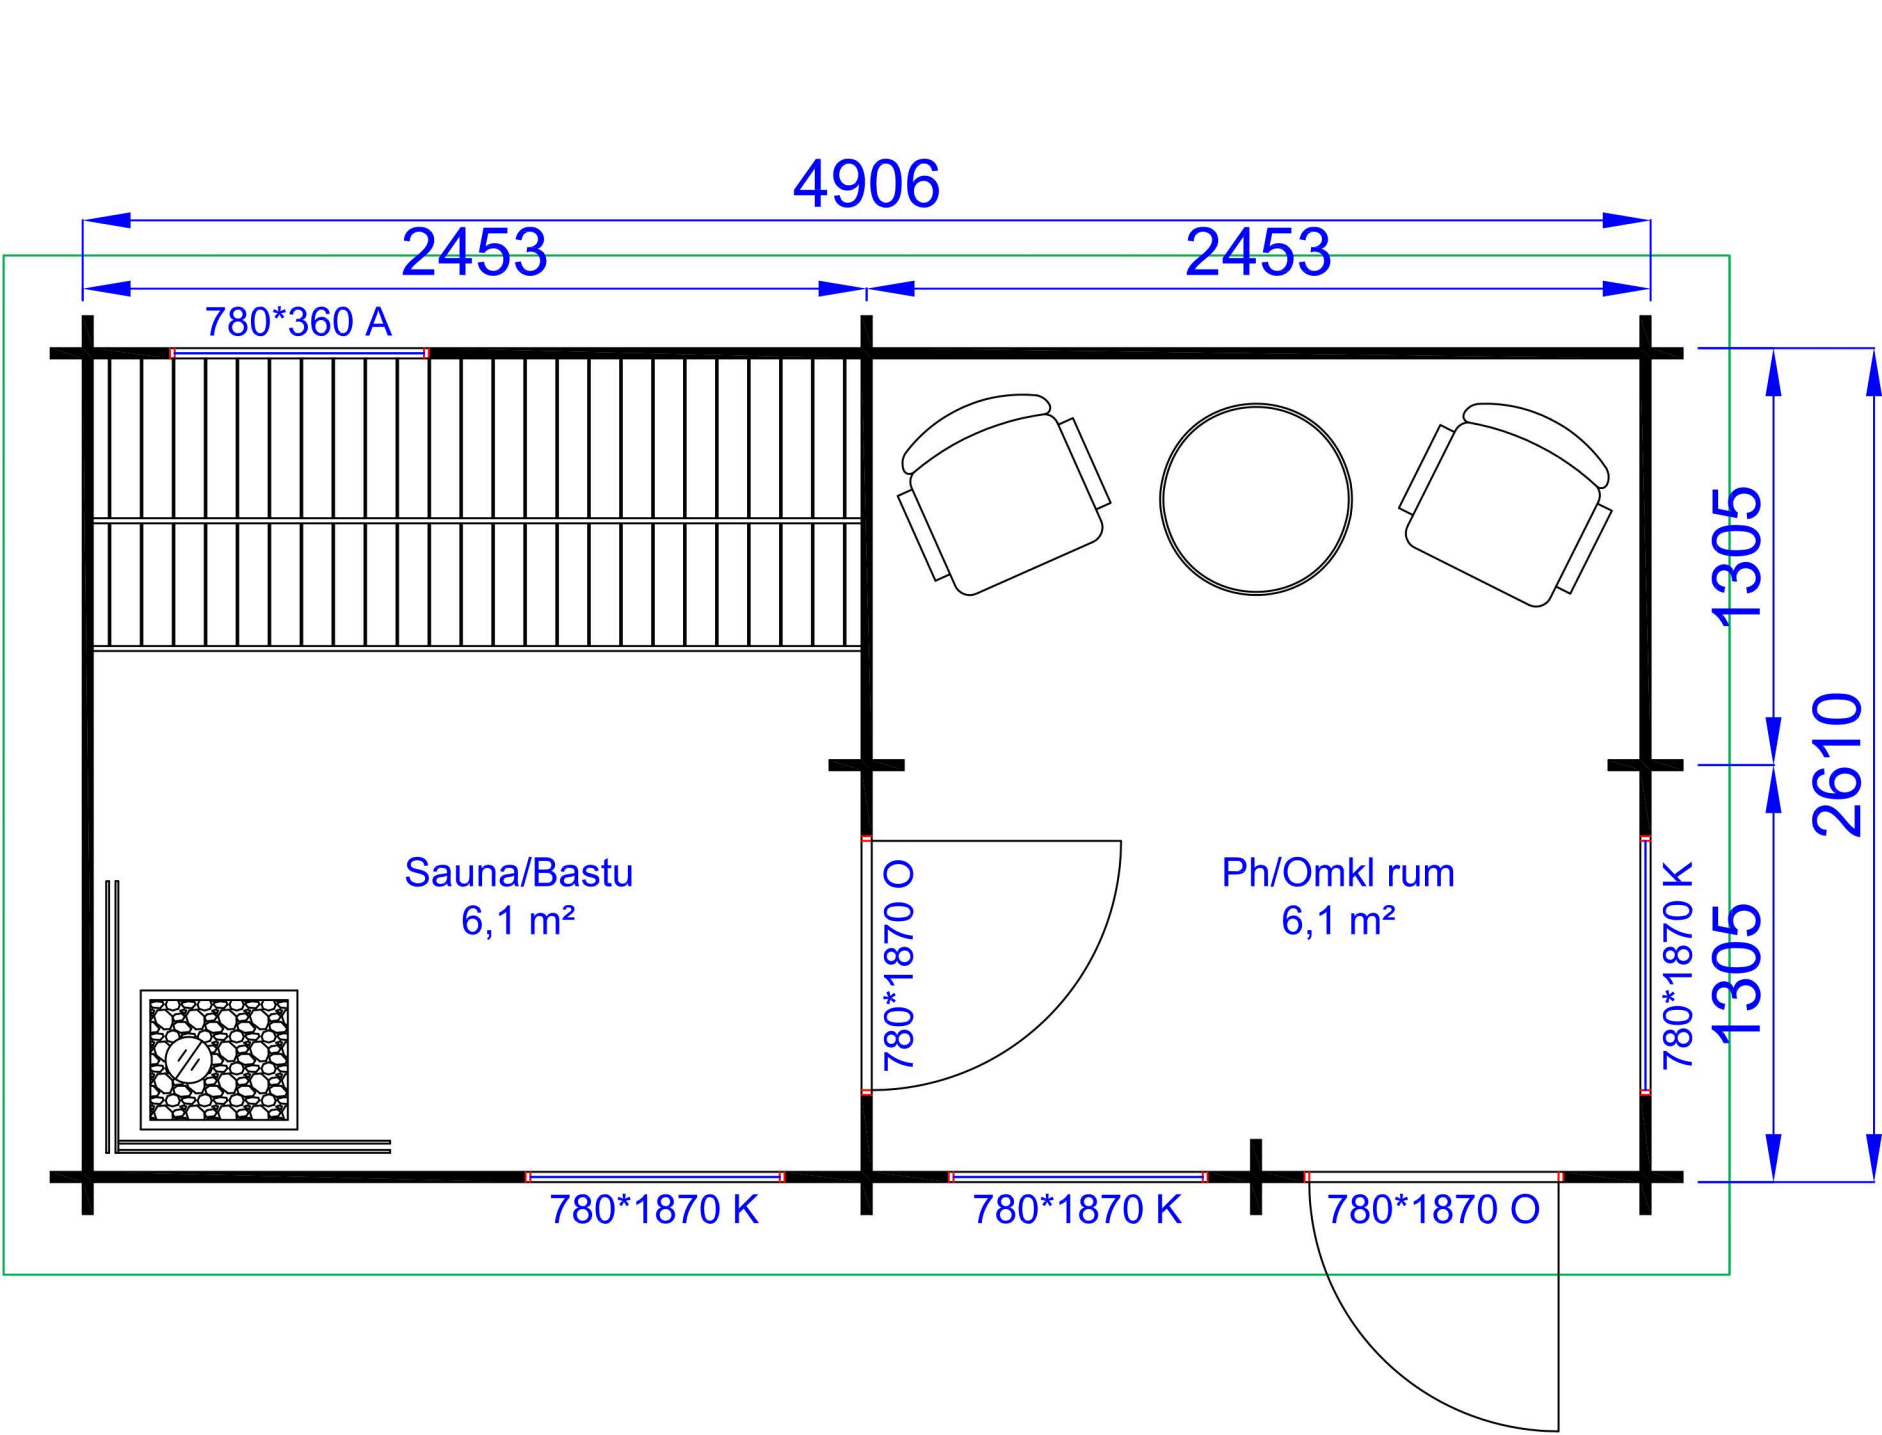 4906
2453
2453
780*360 A
1305
2610
Sauna/Bastu
6,1 m²
780*1870 O
Ph/Omkl rum
6,1 m²
780*1870 K
1305
780*1870 K
780*1870 K
780*1870 O